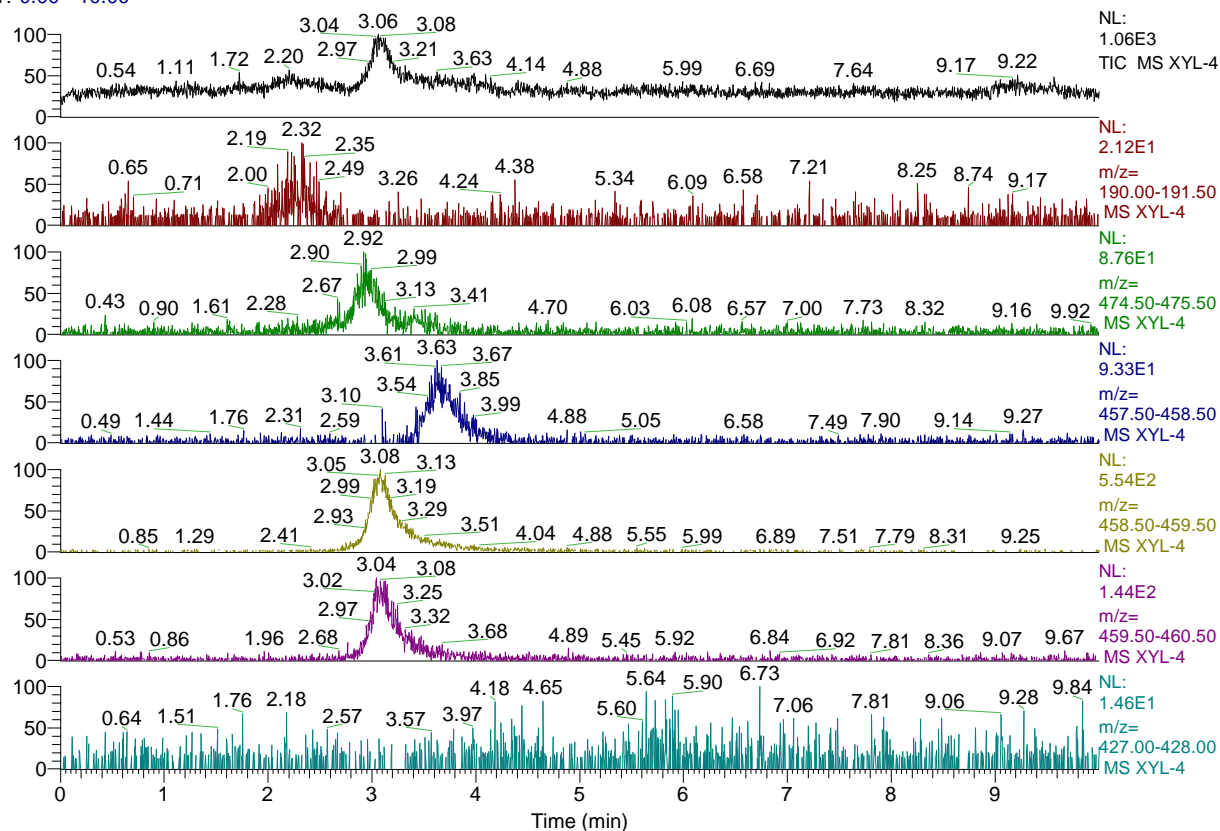 NL:
1.06E3
TIC MS XYL-4
3.04 3.06 3.08
2.97 3.21
0.54 1.11 1.72 2.20 3.63 4.14 4.88 5.99 6.69 7.64 9.17 9.22
100
50
0
NL:
2.12E1
m/z=
190.00-191.50
MS XYL-4
2.19 2.32 2.35
0.65 0.71 2.00 2.49 3.26 4.24 4.38 5.34 6.09 6.58 7.21 8.25 8.74 9.17
100
50
0
NL:
8.76E1
m/z=
474.50-475.50
MS XYL-4
2.92
2.90 2.99
0.43 0.90 1.61 2.28 2.67 3.13 3.41 4.70 6.03 6.08 6.57 7.00 7.73 8.32 9.16 9.92
100
50
0
NL:
9.33E1
m/z=
457.50-458.50
MS XYL-4
3.61 3.63 3.67
3.54 3.85
0.49 1.44 1.76 2.31 2.59 3.10 3.99 4.88 5.05 6.58 7.49 7.90 9.14 9.27
100
50
0
NL:
5.54E2
m/z=
458.50-459.50
MS XYL-4
3.05 3.08 3.13
2.99 3.19
2.93 3.29
0.85 1.29 2.41 3.51 4.04 4.88 5.55 5.99 6.89 7.51 7.79 8.31 9.25
100
50
0
NL:
1.44E2
m/z=
459.50-460.50
MS XYL-4
3.02 3.04 3.08
2.97 3.25
3.32
0.53 0.86 1.96 2.68 3.68 4.89 5.45 5.92 6.84 6.92 7.81 8.36 9.07 9.67
100
50
0
NL:
1.46E1
m/z=
427.00-428.00
MS XYL-4
0.64 1.51 1.76 2.18 2.57 3.57 3.97 4.18 4.65 5.60 5.64 5.90 6.73 7.06 7.81 9.06 9.28 9.84
100
50
0
0 1 2 3 4 5 6 7 8 9
Time (min)